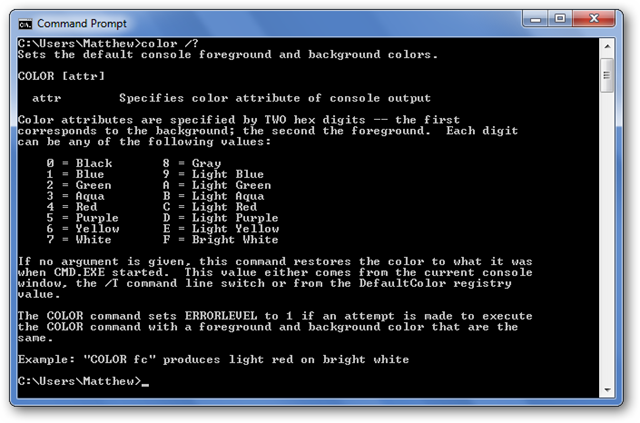 Command Prompt
C:\Users\Matthew>color /?
Sets the default console foreground and background colors.
COLOR [attr]
attr        Specifies color attribute of console output
Color attributes are specified by TWO hex digits -- the first
corresponds to the background; the second the foreground.  Each digit
can be any of the following values:
0 = Black       8 = Gray
1 = Blue        9 = Light Blue
2 = Green       A = Light Green
3 = Aqua        B = Light Aqua
4 = Red         C = Light Red
5 = Purple      D = Light Purple
6 = Yellow      E = Light Yellow
7 = White       F = Bright White
If no argument is given, this command restores the color to what it was
when CMD.EXE started.  This value either comes from the current console
window, the /T command line switch or from the DefaultColor registry
value.
The COLOR command sets ERRORLEVEL to 1 if an attempt is made to execute
the COLOR command with a foreground and background color that are the
same.
Example: "COLOR fc" produces light red on bright white
C:\Users\Matthew>_